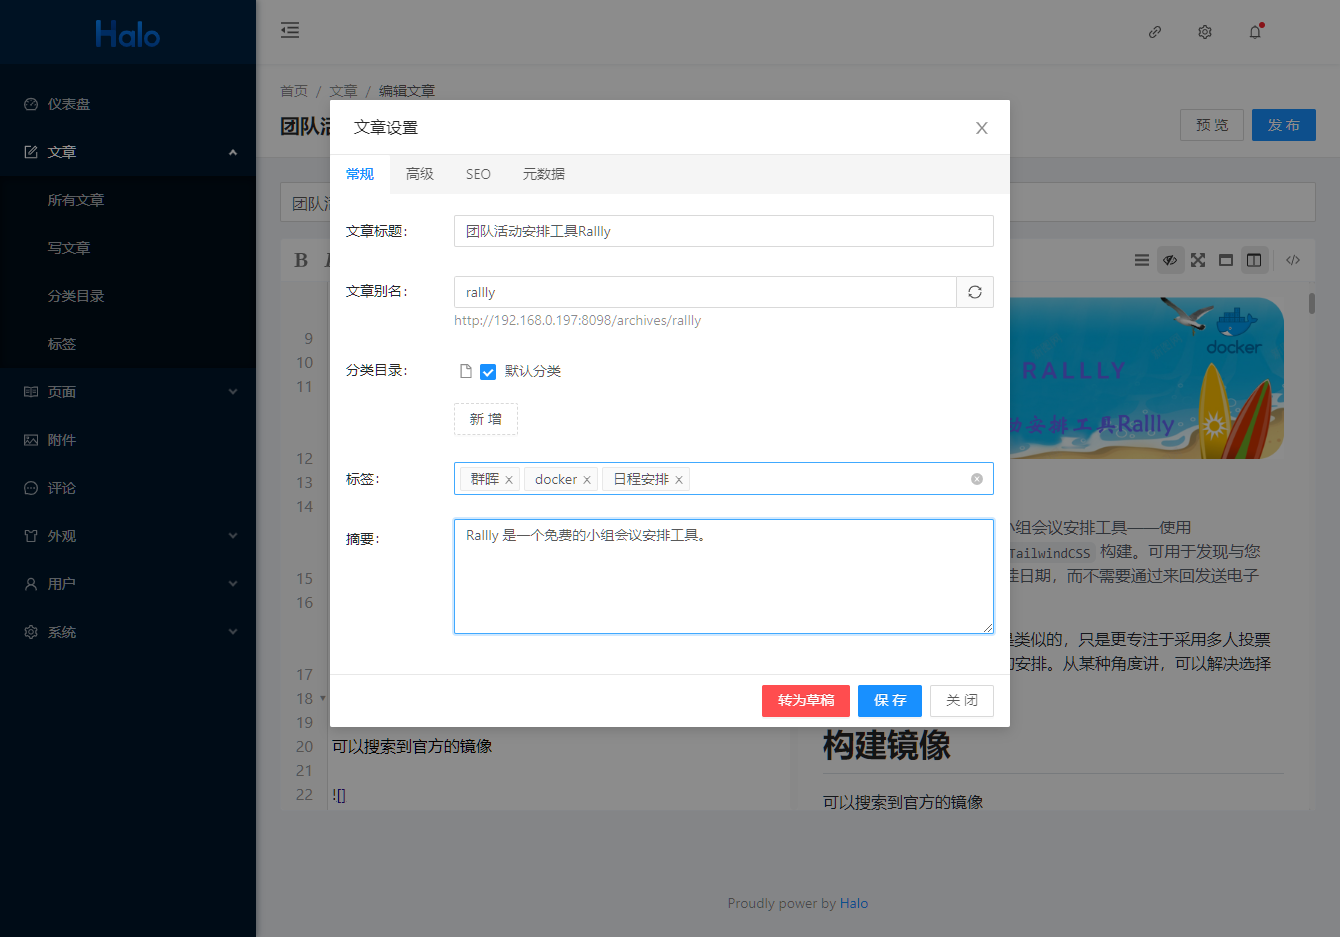 Halo
仪表盘
文章
所有文章
写文章
分类目录
标签
页面
附件
评论
外观
用户
系统
首页 / 文章 / 编辑文章
团队活
预 览
发 布
团队活
B
文章设置
常规 高级 SEO 元数据
文章标题：
团队活动安排工具Rallly
文章别名：
rallly
http://192.168.0.197:8098/archives/rallly
分类目录：
默认分类
新 增
标签：
群晖 docker 日程安排
摘要：
Rallly 是一个免费的小组会议安排工具。
转为草稿 保 存 关 闭
9
10
11
12
13
14
15
16
17
18
19
20 可以搜索到官方的镜像
21
22 ![]
docker
RALLLY
动安排工具Rallly
小组会议安排工具——使用
TailwindCSS 构建。可用于发现与您
佳日期，而不需要通过来回发送电子
是类似的，只是更专注于采用多人投票
的安排。从某种角度讲，可以解决选择
构建镜像
可以搜索到官方的镜像
Proudly power by Halo